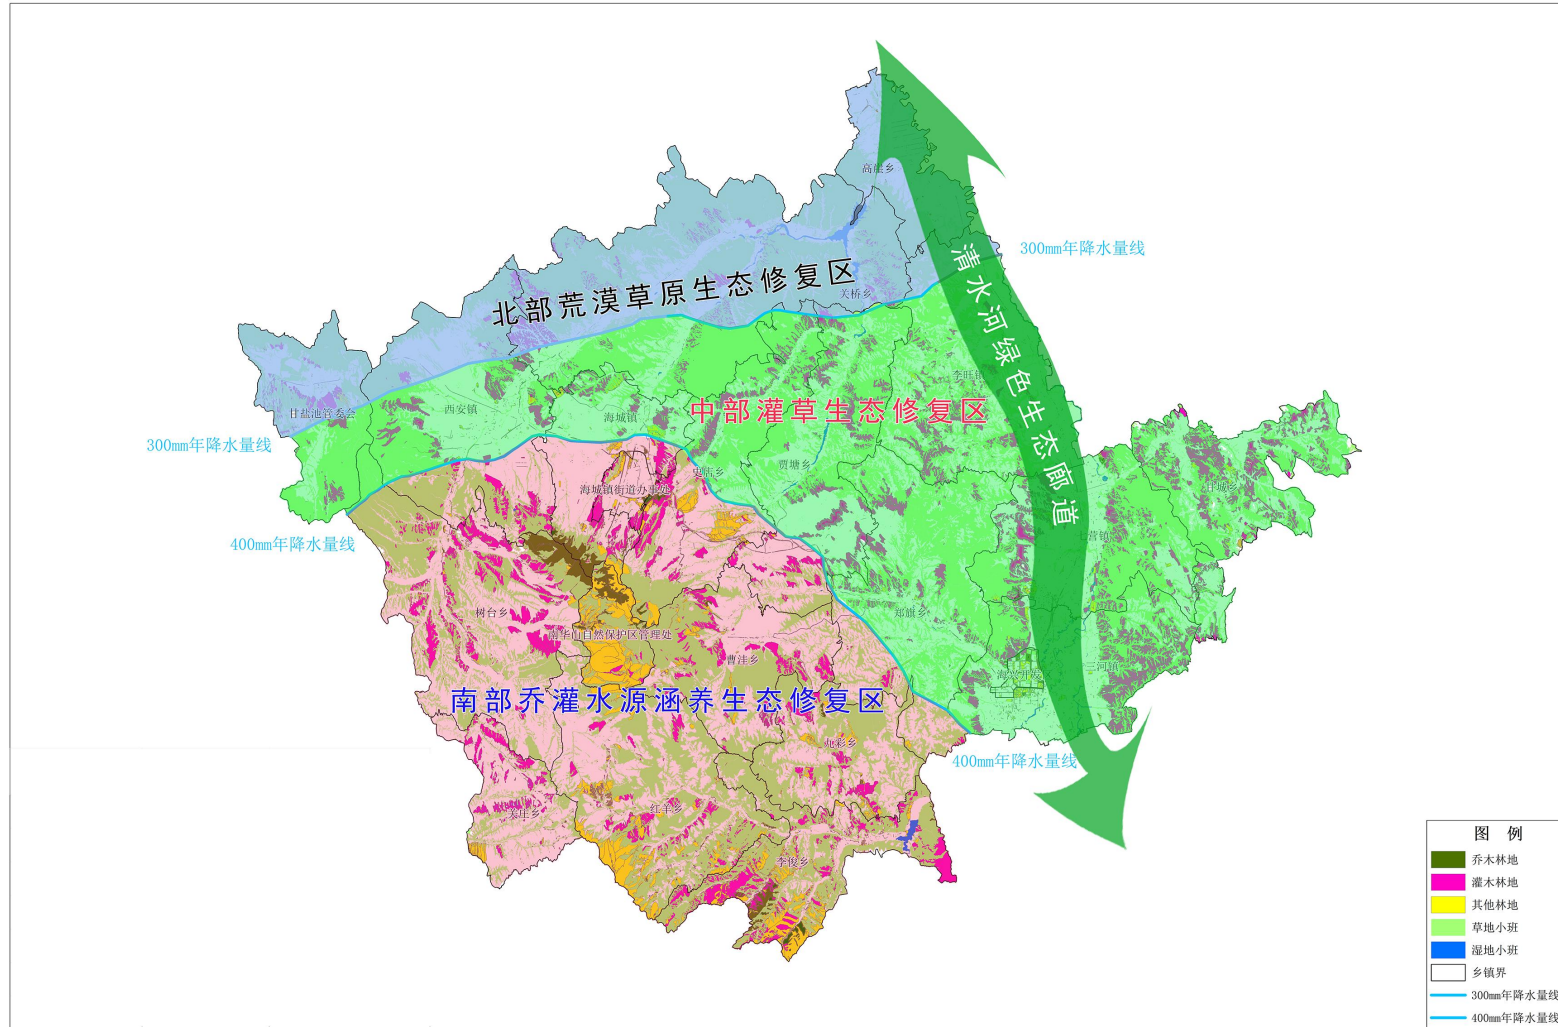 高崖乡
300mm年降水量线
清水河绿色生态廊道
北部荒漠草原生态修复区
关桥乡
李旺镇
甘盐池管委会
西安镇
海城镇
中部灌草生态修复区
300mm年降水量线
史店乡
贾塘乡
甘城乡
海城镇街道办事处
400mm年降水量线
七营镇
树台乡
郑旗乡
南华山自然保护区管理处
曹洼乡
三河镇
海兴开发
南部乔灌水源涵养生态修复区
九彩乡
400mm年降水量线
关庄乡
红羊乡
李俊乡
图 例
乔木林地
灌木林地
其他林地
草地小班
湿地小班
乡镇界
300mm年降水量线
400mm年降水量线